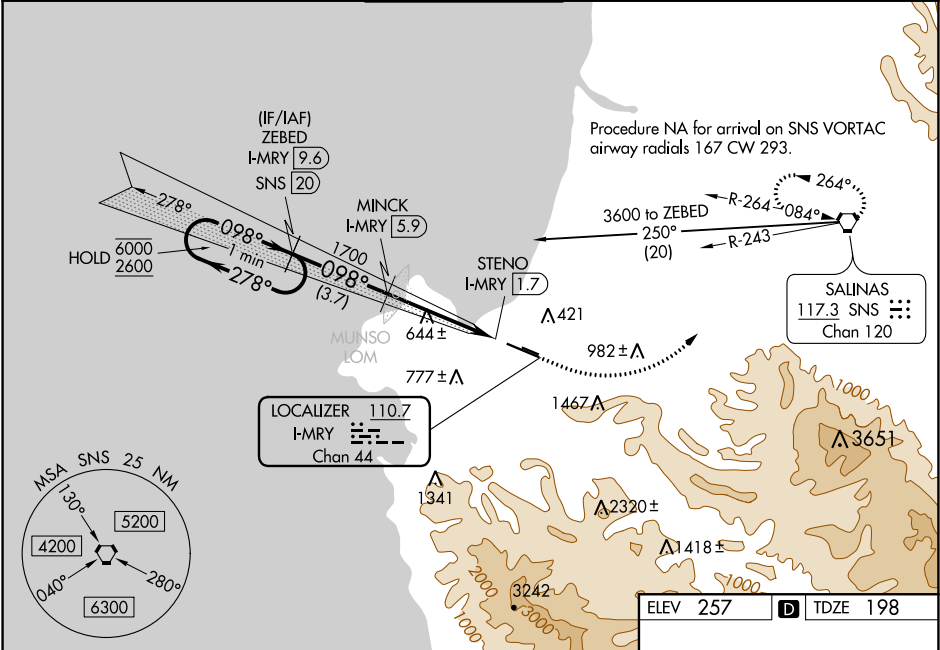 (IF/IAF)
ZEBED
I-MRY 9.6
SNS 20
MINCK
I-MRY 5.9
STENO
I-MRY 1.7
Procedure NA for arrival on SNS VORTAC
airway radials 167 CW 293.
264°
R-264
084°
3600 to ZEBED
250°
(20)
R-243
SALINAS
117.3 SNS
Chan 120
278°
098°
1 min
278°
HOLD 6000
2600
1700
098°
(3.7)
MUNSO
LOM
644 ±
421
982 ±
777 ±
1467
LOCALIZER 110.7
I-MRY
Chan 44
1000
3651
1341
2320 ±
1418 ±
1000
2000
3242
3000
1000
1000
MSA SNS 25 NM
130°
5200
4200
040°
280°
6300
ELEV 257
D
TDZE 198